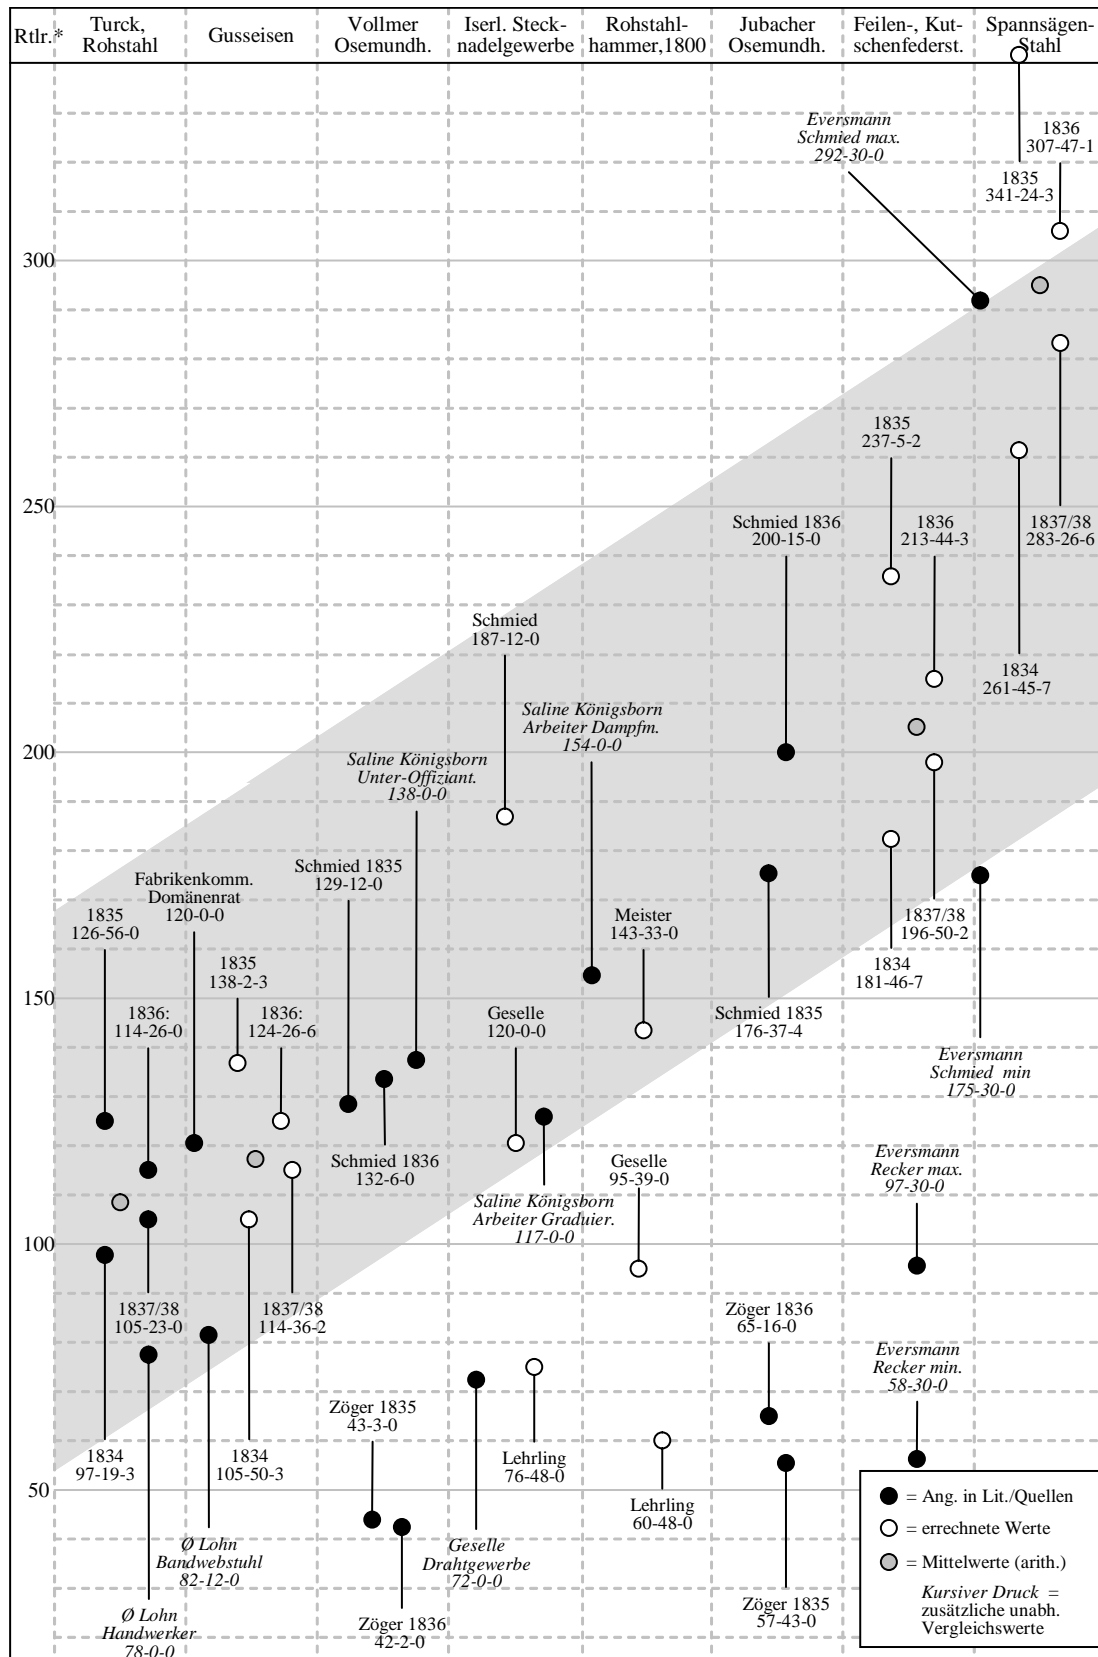 Rtlr.*
Turck,
Rohstahl
Gusseisen
Vollmer
Osemundh.
Iserl. Steck-
nadelgewerbe
Rohstahl-
hammer,1800
Jubacher
Osemundh.
Feilen-, Kut-
schenfederst.
Spannsägen-
Stahl
Eversmann
Schmied max.
292-30-0
1836
307-47-1
1835
341-24-3
300
1835
237-5-2
250
Schmied 1836
200-15-0
1836
213-44-3
1837/38
283-26-6
Schmied
187-12-0
1834
261-45-7
Saline Königsborn
Arbeiter Dampfm.
154-0-0
200
Saline Königsborn
Unter-Offiziant.
138-0-0
Schmied 1835
129-12-0
Fabrikenkomm.
Domänenrat
120-0-0
1835
126-56-0
Meister
143-33-0
1837/38
196-50-2
1835
138-2-3
1834
181-46-7
150
1836:
114-26-0
1836:
124-26-6
Geselle
120-0-0
Schmied 1835
176-37-4
Eversmann
Schmied min
175-30-0
Schmied 1836
132-6-0
Geselle
95-39-0
Eversmann
Recker max.
97-30-0
Saline Königsborn
Arbeiter Graduier.
117-0-0
100
1837/38
105-23-0
1837/38
114-36-2
Zöger 1836
65-16-0
Eversmann
Recker min.
58-30-0
Zöger 1835
43-3-0
1834
97-19-3
1834
105-50-3
Lehrling
76-48-0
50
Lehrling
60-48-0
Ø Lohn
Bandwebstuhl
82-12-0
Geselle
Drahtgewerbe
72-0-0
Ø Lohn
Handwerker
78-0-0
Zöger 1836
42-2-0
Zöger 1835
57-43-0
= Ang. in Lit./Quellen
= errechnete Werte
= Mittelwerte (arith.)
Kursiver Druck =
zusätzliche unabh.
Vergleichswerte